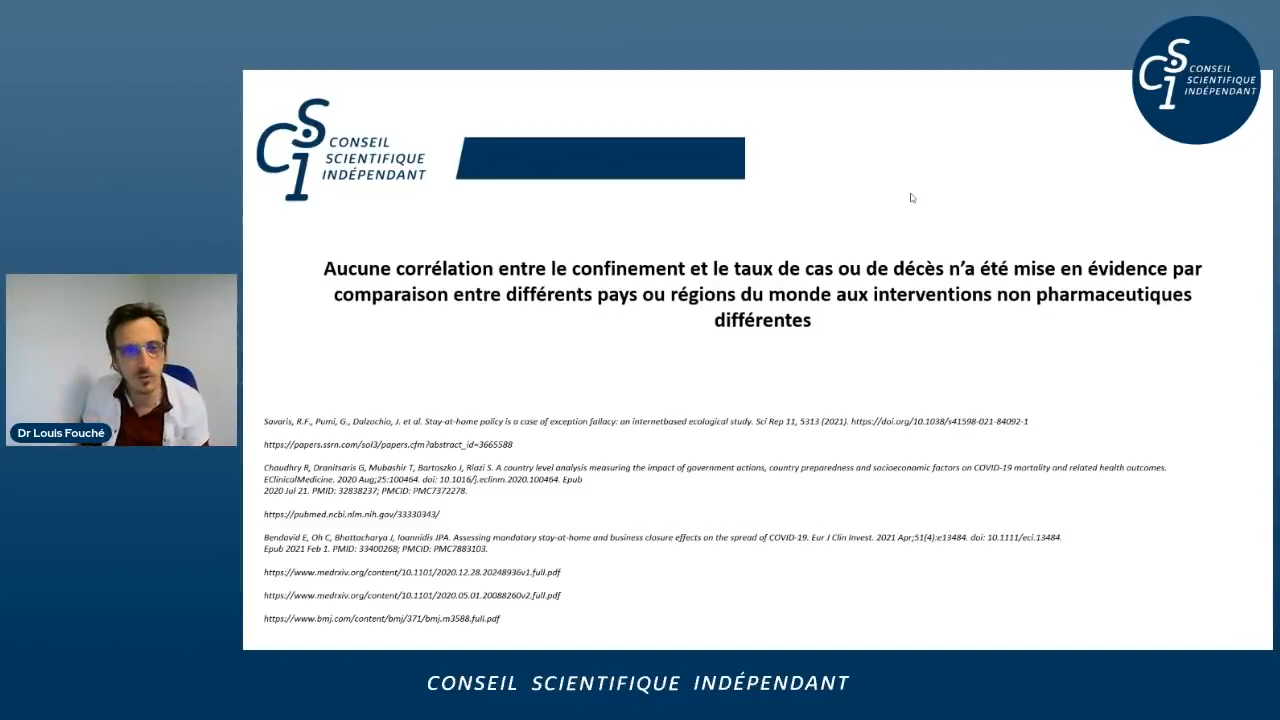 CONSEIL
SCIENTIFIQUE
INDÉPENDANT
CSI
CONSEIL
SCIENTIFIQUE
INDÉPENDANT
CSI
Aucune corrélation entre le confinement et le taux de cas ou de décès n’a été mise en évidence par
comparaison entre différents pays ou régions du monde aux interventions non pharmaceutiques
différentes
Savaris, R.F., Pumi, G., Dalzochio, J. et al. Stay-at-home policy is a case of exception fallacy: an internetbased ecological study. Sci Rep 11, 5313 (2021). https://doi.org/10.1038/s41598-021-84092-1
https://papers.ssrn.com/sol3/papers.cfm?abstract_id=3665588
Chaudhry R, Dranitsaris G, Mubashir T, Bartoszko J, Riazi S. A country level analysis measuring the impact of government actions, country preparedness and socioeconomic factors on COVID-19 mortality and related health outcomes.
EClinicalMedicine. 2020 Aug;25:100464. doi: 10.1016/j.eclinm.2020.100464. Epub
2020 Jul 21. PMID: 32838237; PMCID: PMC7372278.
https://pubmed.ncbi.nlm.nih.gov/33330343/
Bendavid E, Oh C, Bhattacharya J, Ioannidis JPA. Assessing mandatory stay-at-home and business closure effects on the spread of COVID-19. Eur J Clin Invest. 2021 Apr;51(4):e13484. doi: 10.1111/eci.13484.
Epub 2021 Feb 1. PMID: 33400268; PMCID: PMC7883103.
https://www.medrxiv.org/content/10.1101/2020.12.28.20248936v1.full.pdf
https://www.medrxiv.org/content/10.1101/2020.05.01.20088260v2.full.pdf
https://www.bmj.com/content/bmj/371/bmj.m3588.full.pdf
Dr Louis Fouché
CONSEIL SCIENTIFIQUE INDÉPENDANT